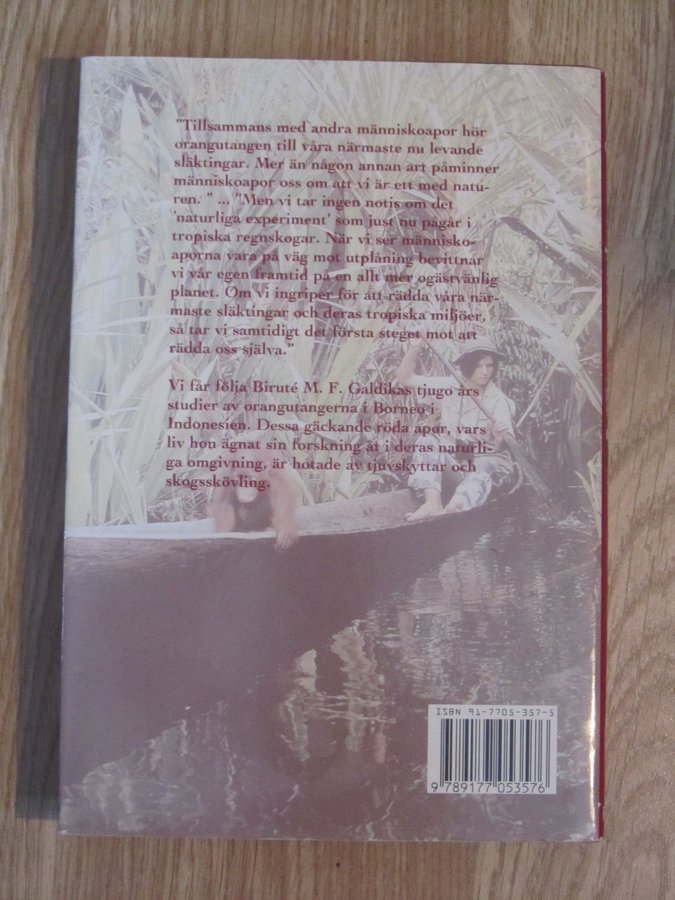 "Tillsammans med andra människoapor hör
orangutangen till våra närmaste nu levande
släktingar. Mer än någon annan art påminner
människoapor oss om att vi är ett med natu-
ren. " ... "Men vi tar ingen notis om det
'naturliga experiment' som just nu pågår i
tropiska regnskogar. När vi ser människo-
aporna vara på väg mot utplåning bevittnar
vi vår egen framtid på en allt mer ogästvänlig
planet. Om vi ingriper för att rädda våra när-
maste släktingar och deras tropiska miljöer,
så tar vi samtidigt det första steget mot att
rädda oss själva."
Vi får följa Biruté M. F. Galdikas tjugo års
studier av orangutangerna i Borneo i
Indonesien. Dessa gäckande röda apor, vars
liv hon ägnat sin forskning åt i deras naturli-
ga omgivning, är hotade av tjuvskyttar och
skogsskövling.
ISBN 91-7705-357-5
9 789177 053576